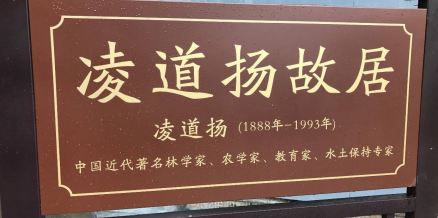 凌道扬故居
凌道扬 (1888年-1993年)
中国近代著名林学家、农学家、教育家、水土保持专家